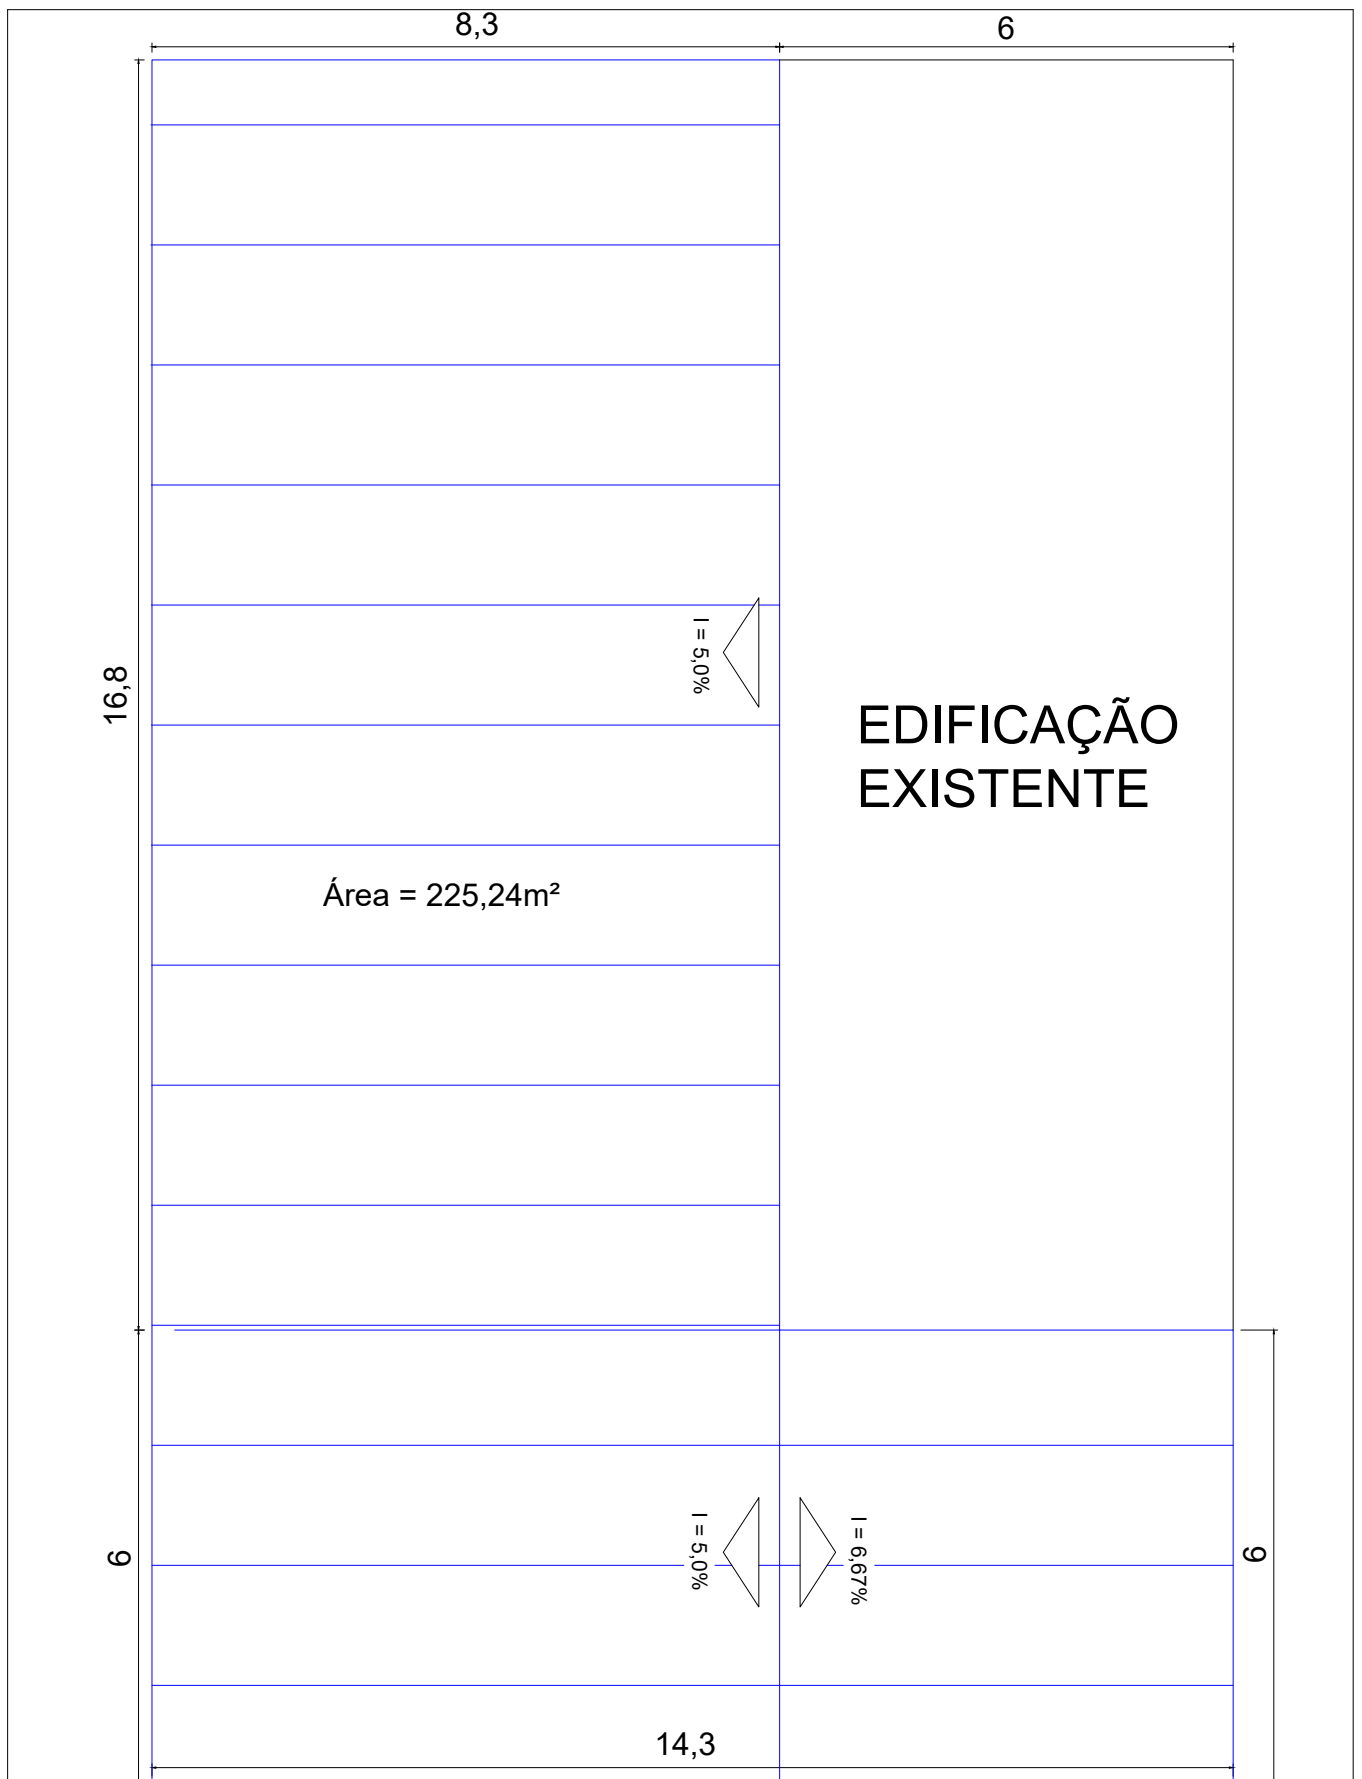 8,3
6
I = 5,0%
16,8
EDIFICAÇÃO
EXISTENTE
Área = 225,24m²
I = 5,0%
I = 6,67%
6
6
14,3